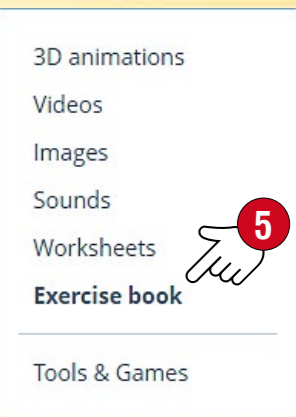 3D animations
Videos
Images
Sounds
5
Worksheets
Exercise book
Tools & Games